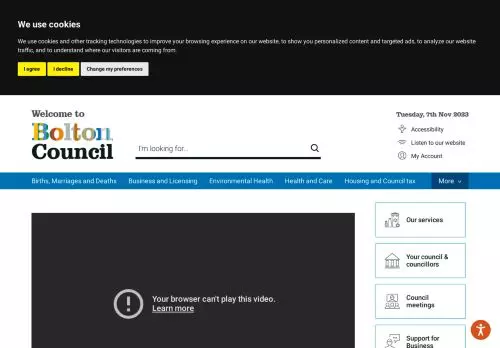 We use cookies
We use cookies and other tracking technologies to improve your browsing experience on our website, to show you personalized content and targeted ads, to analyze our website
traffic, and to understand where our visitors are coming from.
I agree
I decline
Change my preferences
Welcome to
Bolton
Council
I'm looking for...
Tuesday, 7th Nov 2023
Accessibility
Listen to our website
My Account
Births, Marriages and Deaths
Business and Licensing
Environmental Health
Health and Care
Housing and Council tax
More
Your browser can't play this video.
Learn more
Our services
Your council &
councillors
Council
meetings
Support for
Business